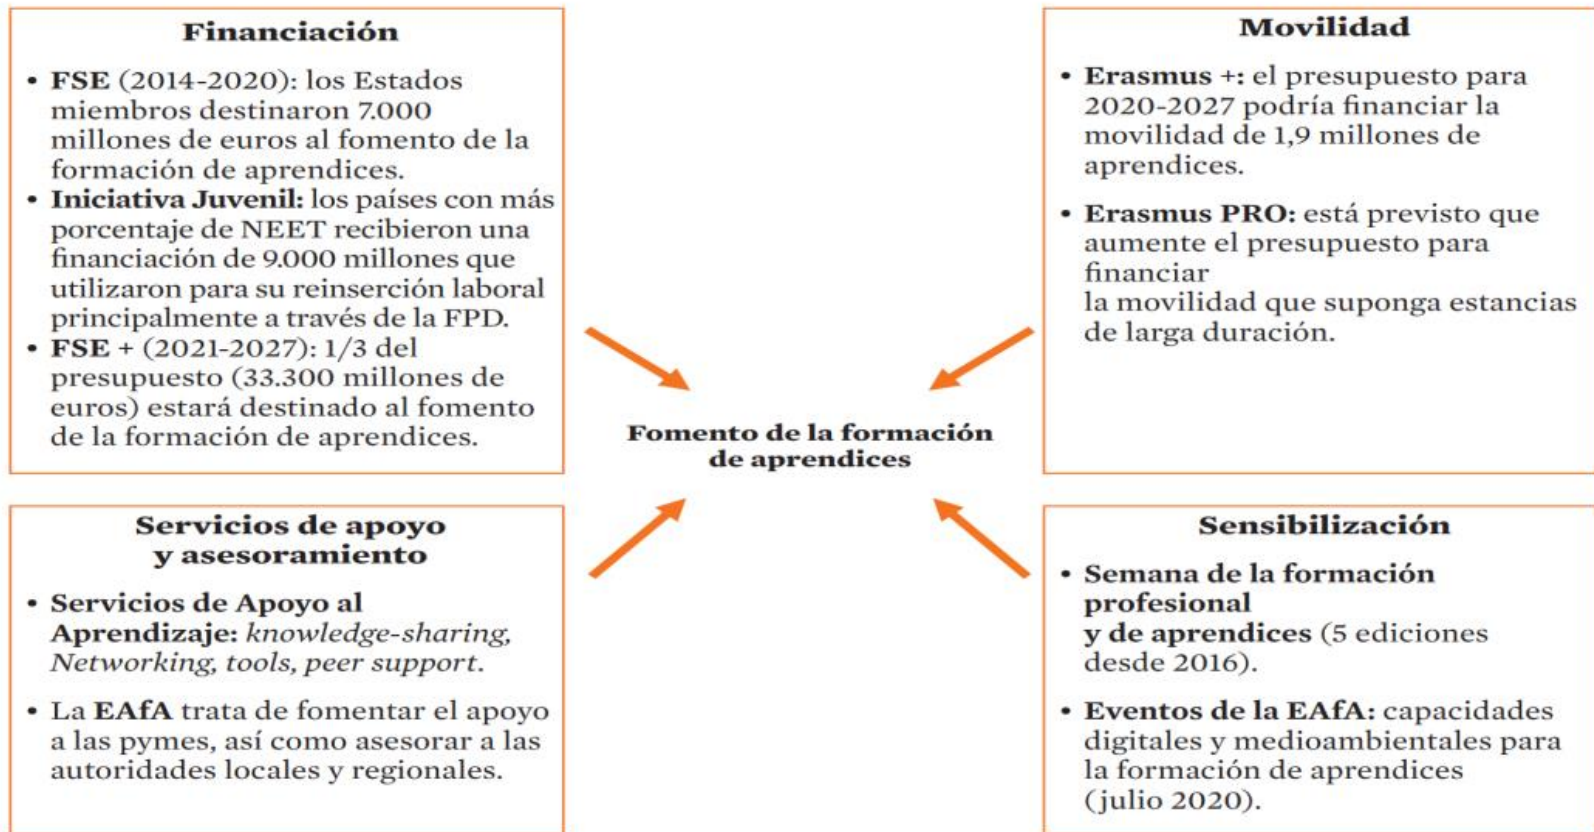 Financiación
• FSE (2014-2020): los Estados
miembros destinaron 7.000
millones de euros al fomento de la
formación de aprendices.
• Iniciativa Juvenil: los países con más
porcentaje de NEET recibieron una
financiación de 9.000 millones que
utilizaron para su reinserción laboral
principalmente a través de la FPD.
• FSE + (2021-2027): 1/3 del
presupuesto (33.300 millones de
euros) estará destinado al fomento
de la formación de aprendices.
Movilidad
• Erasmus +: el presupuesto para
2020-2027 podría financiar la
movilidad de 1,9 millones de
aprendices.
• Erasmus PRO: está previsto que
aumente el presupuesto para
financiar
la movilidad que suponga estancias
de larga duración.
Fomento de la formación
de aprendices
Servicios de apoyo
y asesoramiento
• Servicios de Apoyo al
Aprendizaje: knowledge-sharing,
Networking, tools, peer support.
• La EAfA trata de fomentar el apoyo
a las pymes, así como asesorar a las
autoridades locales y regionales.
Sensibilización
• Semana de la formación
profesional
y de aprendices (5 ediciones
desde 2016).
• Eventos de la EAfA: capacidades
digitales y medioambientales para
la formación de aprendices
(julio 2020).